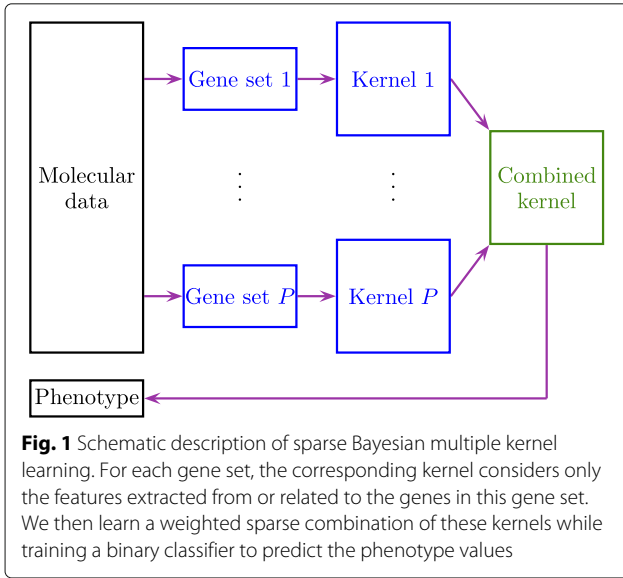 Gene set 1
Kernel 1
Molecular
data
Combined
kernel
Gene set P
Kernel P
Phenotype
Fig. 1 Schematic description of sparse Bayesian multiple kernel
learning. For each gene set, the corresponding kernel considers only
the features extracted from or related to the genes in this gene set.
We then learn a weighted sparse combination of these kernels while
training a binary classifier to predict the phenotype values